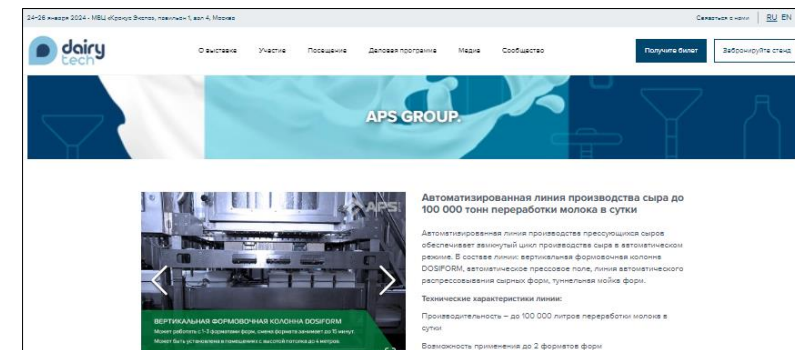 24–26 января 2024 - МВЦ «Крокус Экспо», павильон 1, зал 4, Москва
Связаться с нами RU EN
dairy
tech
О выставке Участие Посещение Деловая программа Медиа Сообщество
Получите билет Забронируйте стенд
APS GROUP.
APS
Автоматизированная линия производства сыра до
100 000 тонн переработки молока в сутки
Автоматизированная линия производства прессующихся сыров
обеспечивает замкнутый цикл производства сыра в автоматическом
режиме. В составе линии: вертикальная формовочная колонна
DOSIFORM, автоматическое прессовое поле, линия автоматического
распрессовывания сырных форм, туннельная мойка форм.
Технические характеристики линии:
Производительность – до 100 000 литров переработки молока в
сутки
Возможность применения до 2 форматов форм
ВЕРТИКАЛЬНАЯ ФОРМОВОЧНАЯ КОЛОННА DOSIFORM
Может работать с 1-3 форматами форм, смена формата занимает до 15 минут.
Может быть установлена в помещениях с высотой потолка до 4 метров.